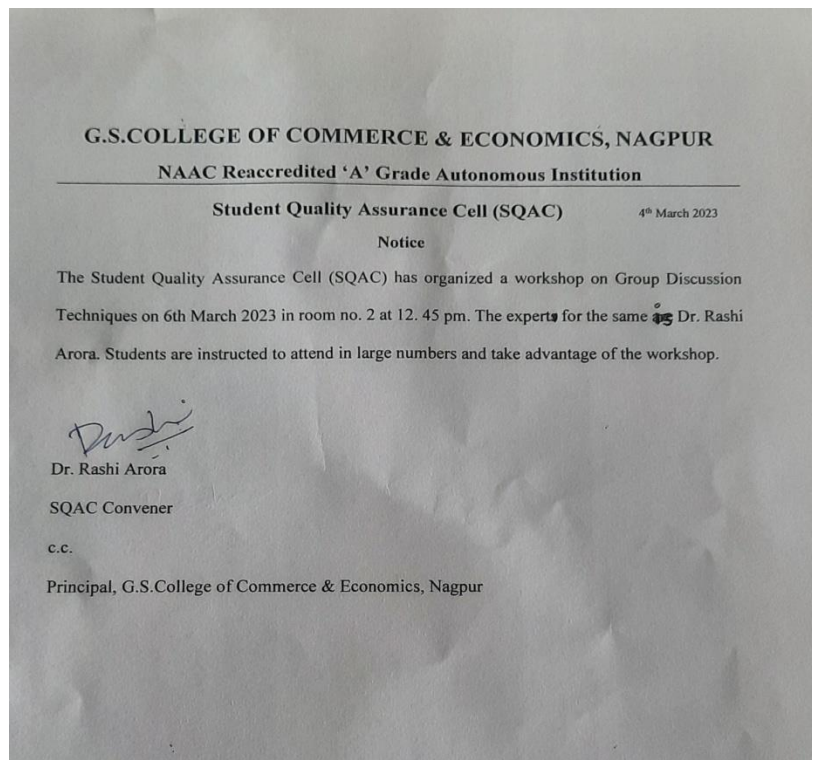 G.S.COLLEGE OF COMMERCE & ECONOMICS, NAGPUR
NAAC Reaccredited ‘A’ Grade Autonomous Institution
Student Quality Assurance Cell (SQAC) 4th March 2023
Notice
The Student Quality Assurance Cell (SQAC) has organized a workshop on Group Discussion
Techniques on 6th March 2023 in room no. 2 at 12. 45 pm. The expert for the same is Dr. Rashi
Arora. Students are instructed to attend in large numbers and take advantage of the workshop.
Dr. Rashi Arora
SQAC Convener
c.c.
Principal, G.S.College of Commerce & Economics, Nagpur